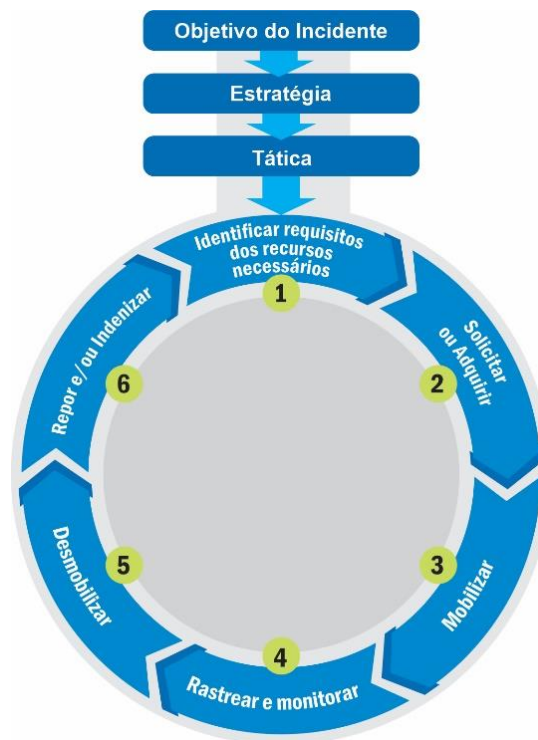 Objetivo do Incidente
Estratégia
Tática
Identificar requisitos
dos recursos
necessários
1
Solicitar
ou Adquirir
2
Mobilizar
3
Rastrear e monitorar
4
Desmobilizar
5
Repor e/ou Indenizar
6